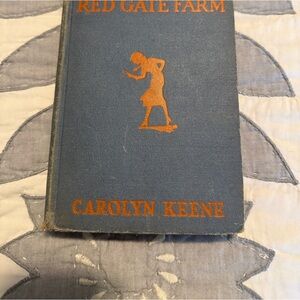 RED GATE FARM
CAROLYN KEENE